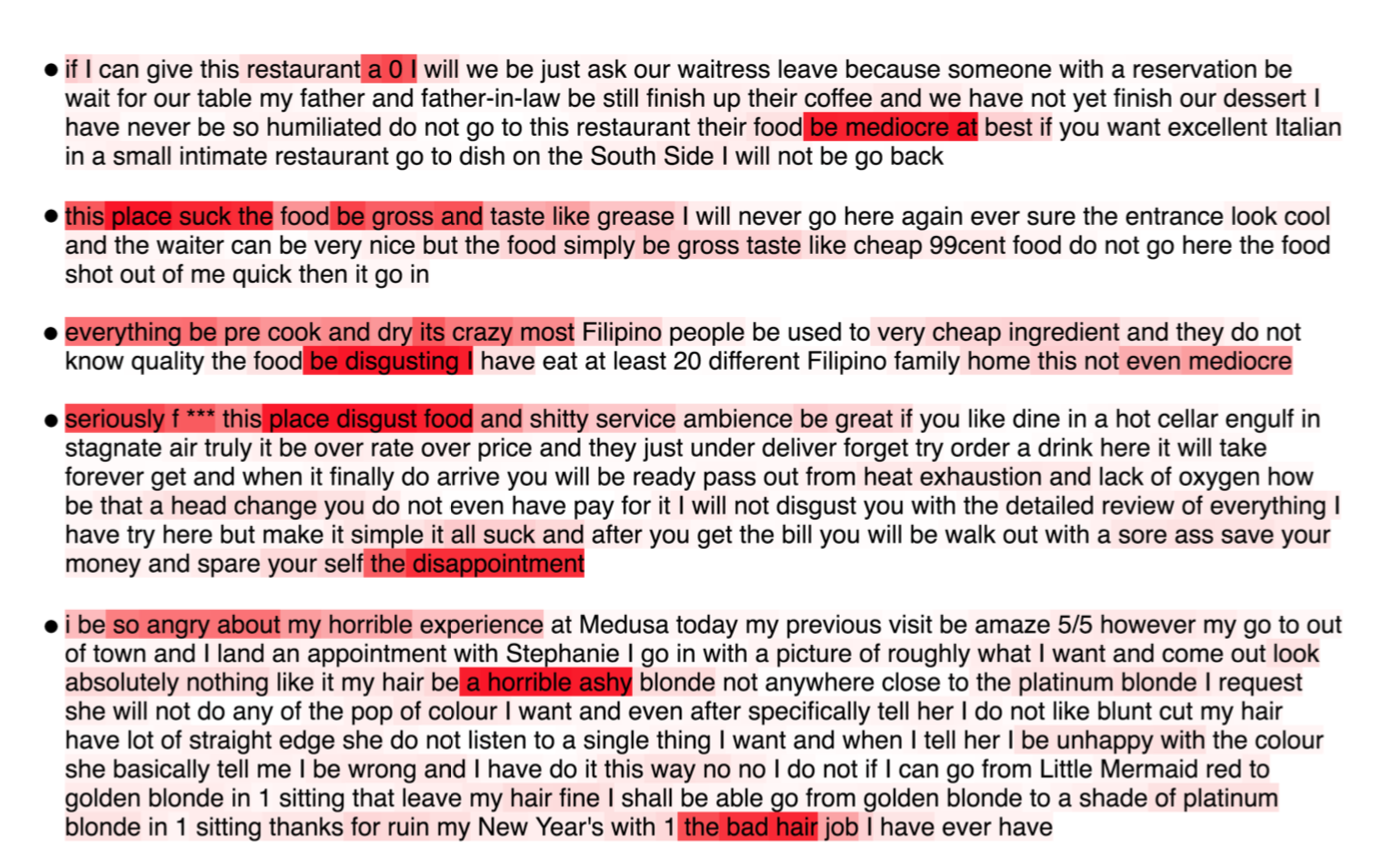 ● if I can give this restaurant a 0 I will we be just ask our waitress leave because someone with a reservation be
wait for our table my father and father-in-law be still finish up their coffee and we have not yet finish our dessert I
have never be so humiliated do not go to this restaurant their food be mediocre at best if you want excellent Italian
in a small intimate restaurant go to dish on the South Side I will not be go back
● this place suck the food be gross and taste like grease I will never go here again ever sure the entrance look cool
and the waiter can be very nice but the food simply be gross taste like cheap 99cent food do not go here the food
shot out of me quick then it go in
● everything be pre cook and dry its crazy most Filipino people be used to very cheap ingredient and they do not
know quality the food be disgusting I have eat at least 20 different Filipino family home this not even mediocre
● seriously f *** this place disgust food and shitty service ambience be great if you like dine in a hot cellar engulf in
stagnate air truly it be over rate over price and they just under deliver forget try order a drink here it will take
forever get and when it finally do arrive you will be ready pass out from heat exhaustion and lack of oxygen how
be that a head change you do not even have pay for it I will not disgust you with the detailed review of everything I
have try here but make it simple it all suck and after you get the bill you will be walk out with a sore ass save your
money and spare your self the disappointment
● i be so angry about my horrible experience at Medusa today my previous visit be amaze 5/5 however my go to out
of town and I land an appointment with Stephanie I go in with a picture of roughly what I want and come out look
absolutely nothing like it my hair be a horrible ashy blonde not anywhere close to the platinum blonde I request
she will not do any of the pop of colour I want and even after specifically tell her I do not like blunt cut my hair
have lot of straight edge she do not listen to a single thing I want and when I tell her I be unhappy with the colour
she basically tell me I be wrong and I have do it this way no no I do not if I can go from Little Mermaid red to
golden blonde in 1 sitting that leave my hair fine I shall be able go from golden blonde to a shade of platinum
blonde in 1 sitting thanks for ruin my New Year's with 1 the bad hair job I have ever have